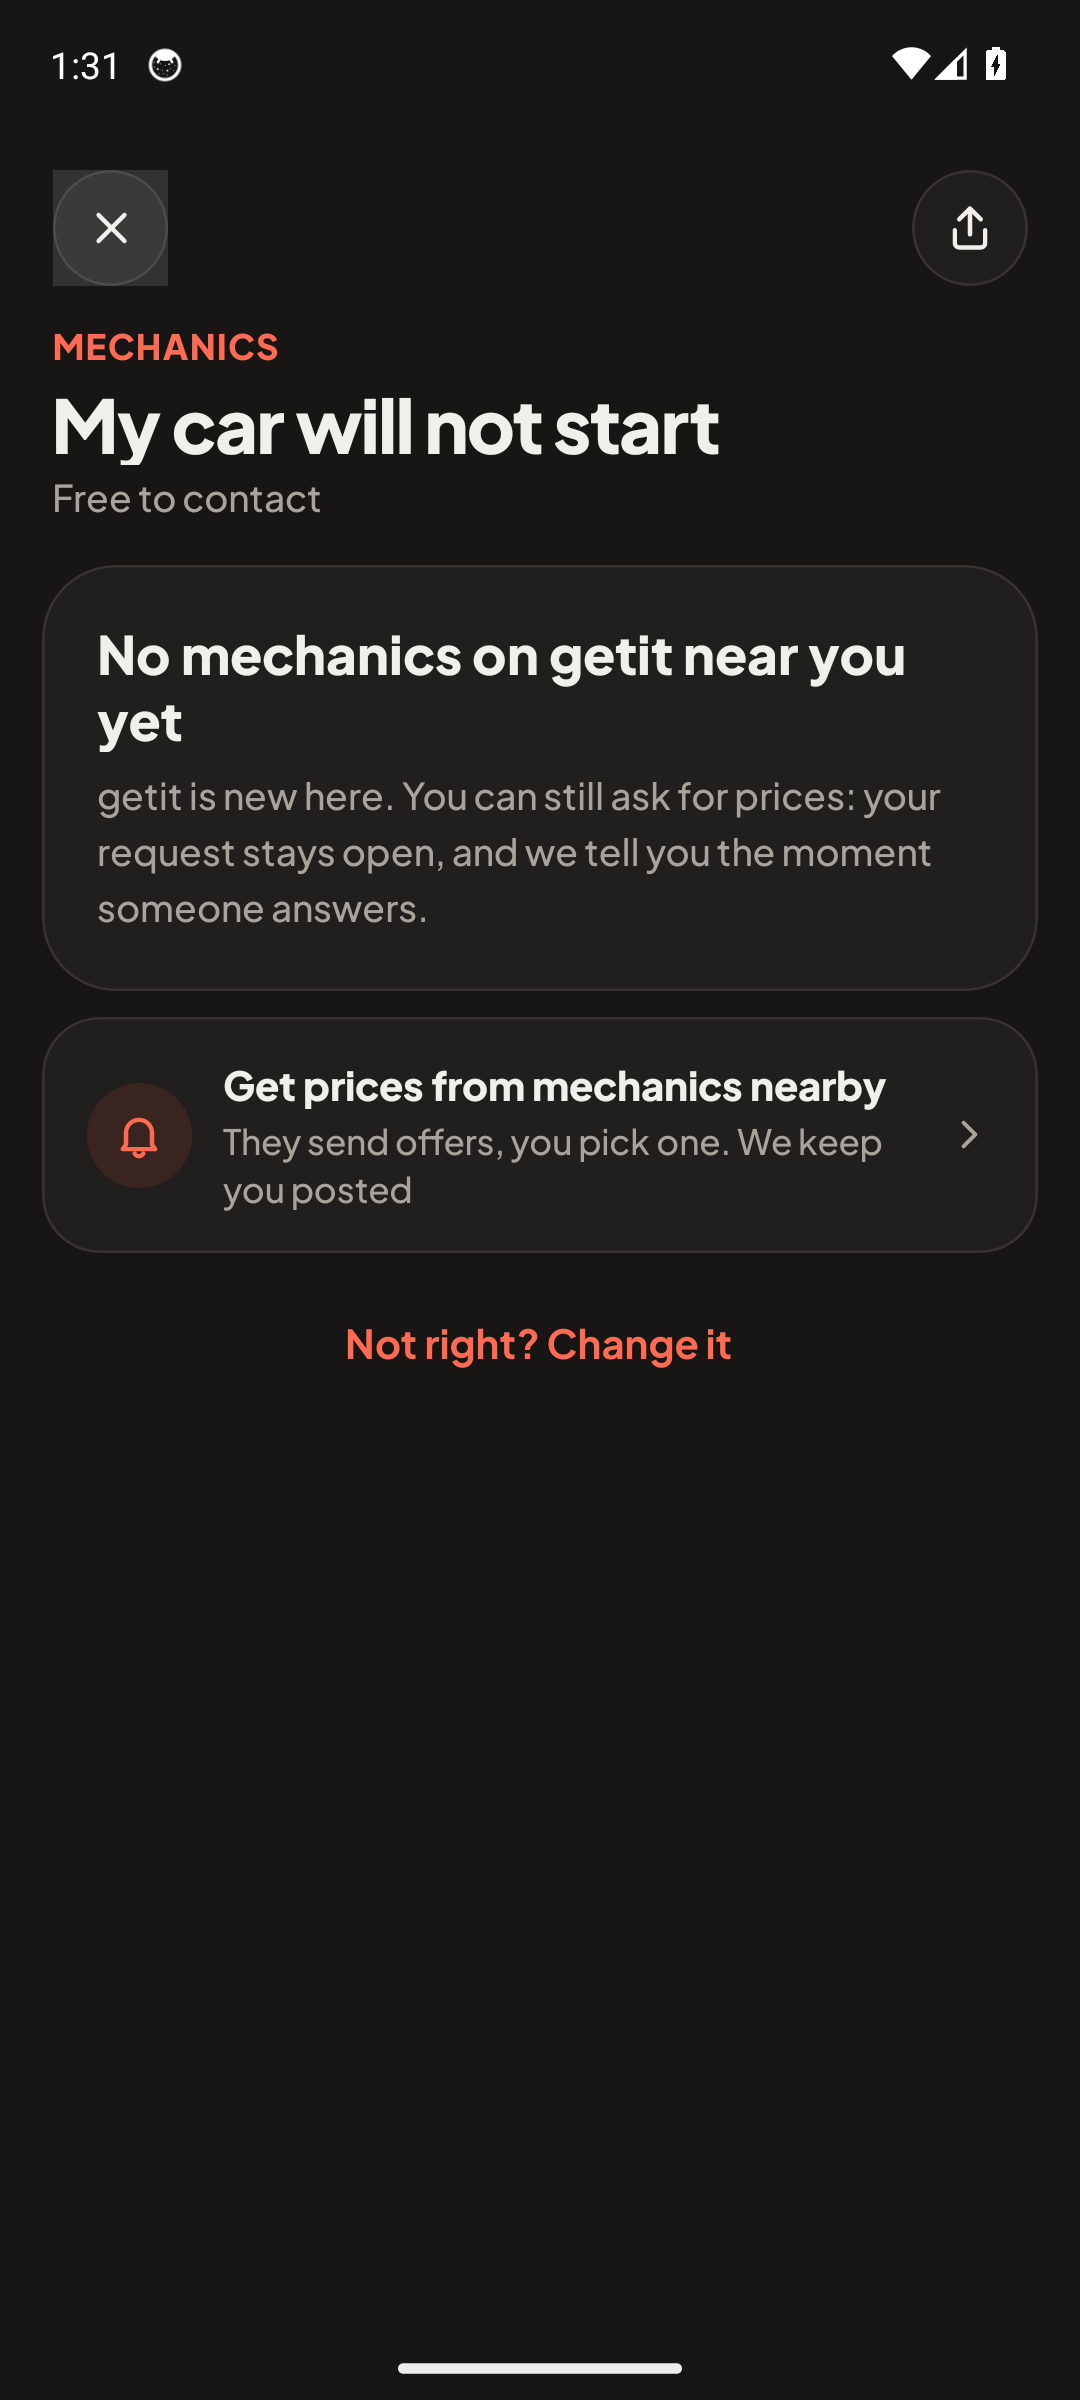 1:31
MECHANICS
My car will not start
Free to contact
No mechanics on getit near you
yet
getit is new here. You can still ask for prices: your
request stays open, and we tell you the moment
someone answers.
Get prices from mechanics nearby
They send offers, you pick one. We keep
you posted
Not right? Change it